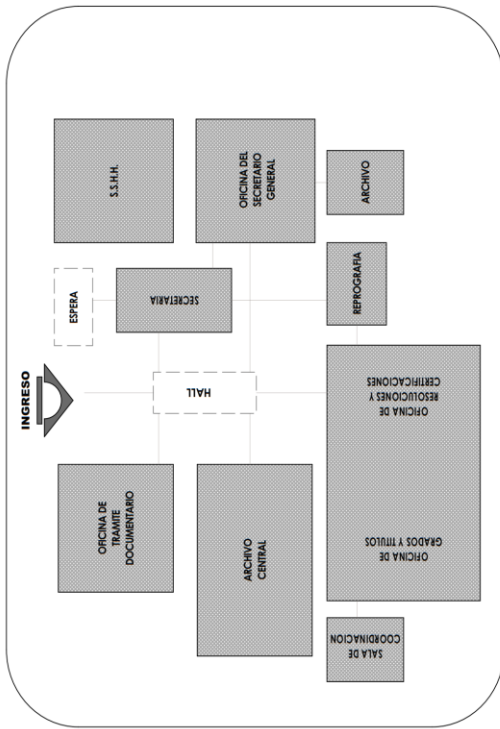 INGRESO
S.S.H.H.
OFICINA DEL
SECRETARIO
GENERAL
ARCHIVO
ESPERA
SECRETARIA
REPROGRAFIA
HALL
OFICINA DE
RESOLUCIONES Y
CERTIFICACIONES
OFICINA DE
TRAMITE
DOCUMENTARIO
ARCHIVO
CENTRAL
OFICINA DE
GRADOS Y TITULOS
SALA DE
COORDINACION